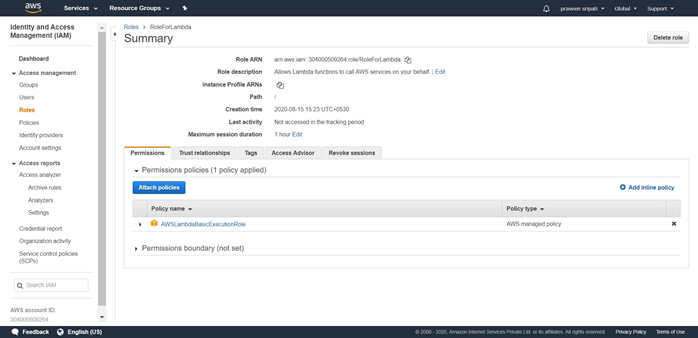 aws
Services
Resource Groups
praveen sripati
Global
Support
Identity and Access
Management (IAM)
Dashboard
Access management
Groups
Users
Roles
Policies
Identity providers
Account settings
Access reports
Access analyzer
Archive rules
Analyzers
Settings
Credential report
Organization activity
Service control policies
(SCPs)
Search IAM
AWS account ID:
304000509264
Roles > RoleForLambda
Summary
Delete role
Role ARN arn:aws:iam::304000509264:role/RoleForLambda
Role description Allows Lambda functions to call AWS services on your behalf. | Edit
Instance Profile ARNs
Path /
Creation time 2020-08-15 15:23 UTC+0530
Last activity Not accessed in the tracking period
Maximum session duration 1 hour Edit
Permissions Trust relationships Tags Access Advisor Revoke sessions
Permissions policies (1 policy applied)
Attach policies
Add inline policy
Policy name Policy type
AWSLambdaBasicExecutionRole AWS managed policy
Permissions boundary (not set)
Feedback English (US)
© 2008 - 2020, Amazon Internet Services Private Ltd. or its affiliates. All rights reserved. Privacy Policy Terms of Use